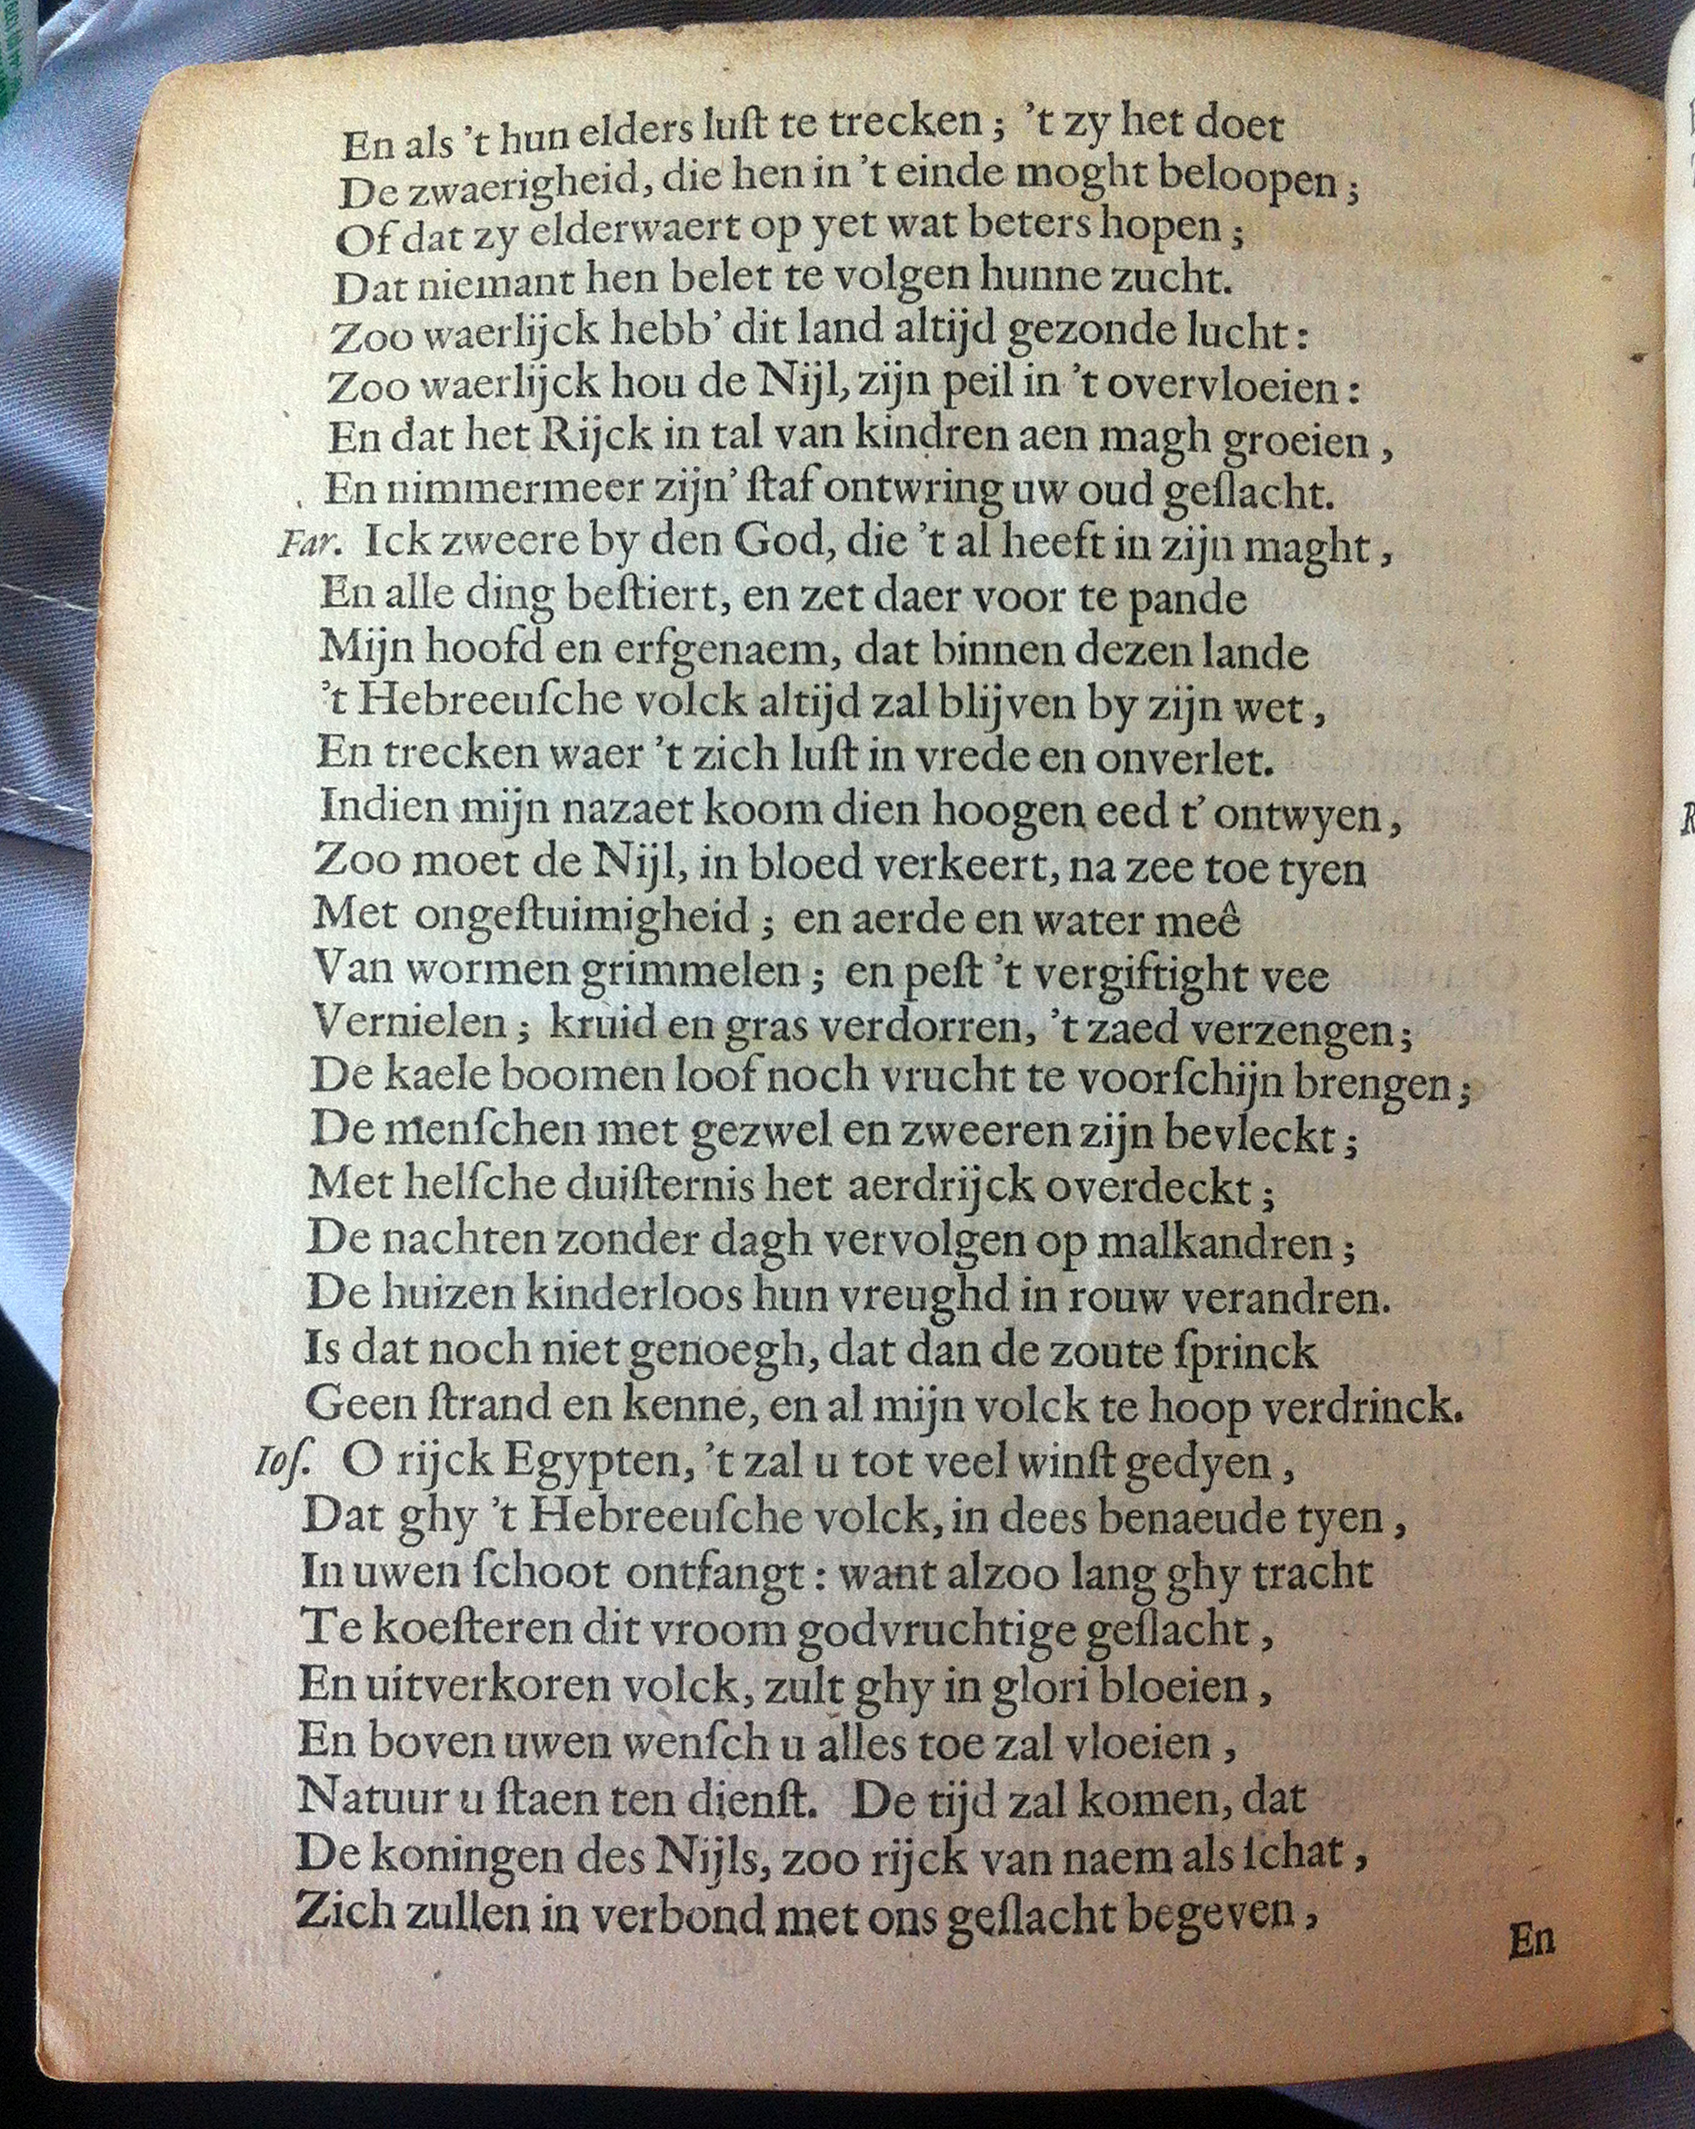 En als ’t hun elders luſt te trecken; ’t zy het doet
De zwaerigheid, die hen in ’t einde moght beloopen;
Of dat zy elderwaert op yet wat beters hopen;
Dat niemant hen belet te volgen hunne zucht.
Zoo waerlijck hebb’ dit land altijd gezonde lucht:
Zoo waerlijck hou de Nijl, zijn peil in ’t overvloeien:
En dat het Rijck in tal van kindren aen magh groeien,
En nimmermeer zijn’ ſtaf ontwring uw oud geſlacht.
Far. Ick zweere by den God, die ’t al heeft in zijn maght,
En alle ding beſtiert, en zet daer voor te pande
Mijn hoofd en erfgenaem, dat binnen dezen lande
’t Hebreeuſche volck altijd zal blijven by zijn wet,
En trecken waer ’t zich luſt in vrede en onverlet.
Indien mijn nazaet koom dien hoogen eed t’ ontwyen,
Zoo moet de Nijl, in bloed verkeert, na zee toe tyen
Met ongeſtuimigheid; en aerde en water meê
Van wormen grimmelen; en peſt ’t vergiftight vee
Vernielen; kruid en gras verdorren, ’t zaed verzengen;
De kaele boomen loof noch vrucht te voorſchijn brengen;
De menſchen met gezwel en zweeren zijn bevleckt;
Met helſche duiſternis het aerdrijck overdeckt;
De nachten zonder dagh vervolgen op malkandren;
De huizen kinderloos hun vreughd in rouw verandren.
Is dat noch niet genoegh, dat dan de zoute ſprinck
Geen ſtrand en kenne, en al mijn volck te hoop verdrinck.
Ioſ. O rijck Egypten, ’t zal u tot veel winſt gedyen,
Dat ghy ’t Hebreeuſche volck, in dees benaeude tyen,
In uwen ſchoot ontfangt: want alzoo lang ghy tracht
Te koeſteren dit vroom godvruchtige geſlacht,
En uitverkoren volck, zult ghy in glori bloeien,
En boven uwen wenſch u alles toe zal vloeien,
Natuur u ſtaen ten dienſt. De tijd zal komen, dat
De koningen des Nijls, zoo rijck van naem als ſchat,
Zich zullen in verbond met ons geſlacht begeven,
En